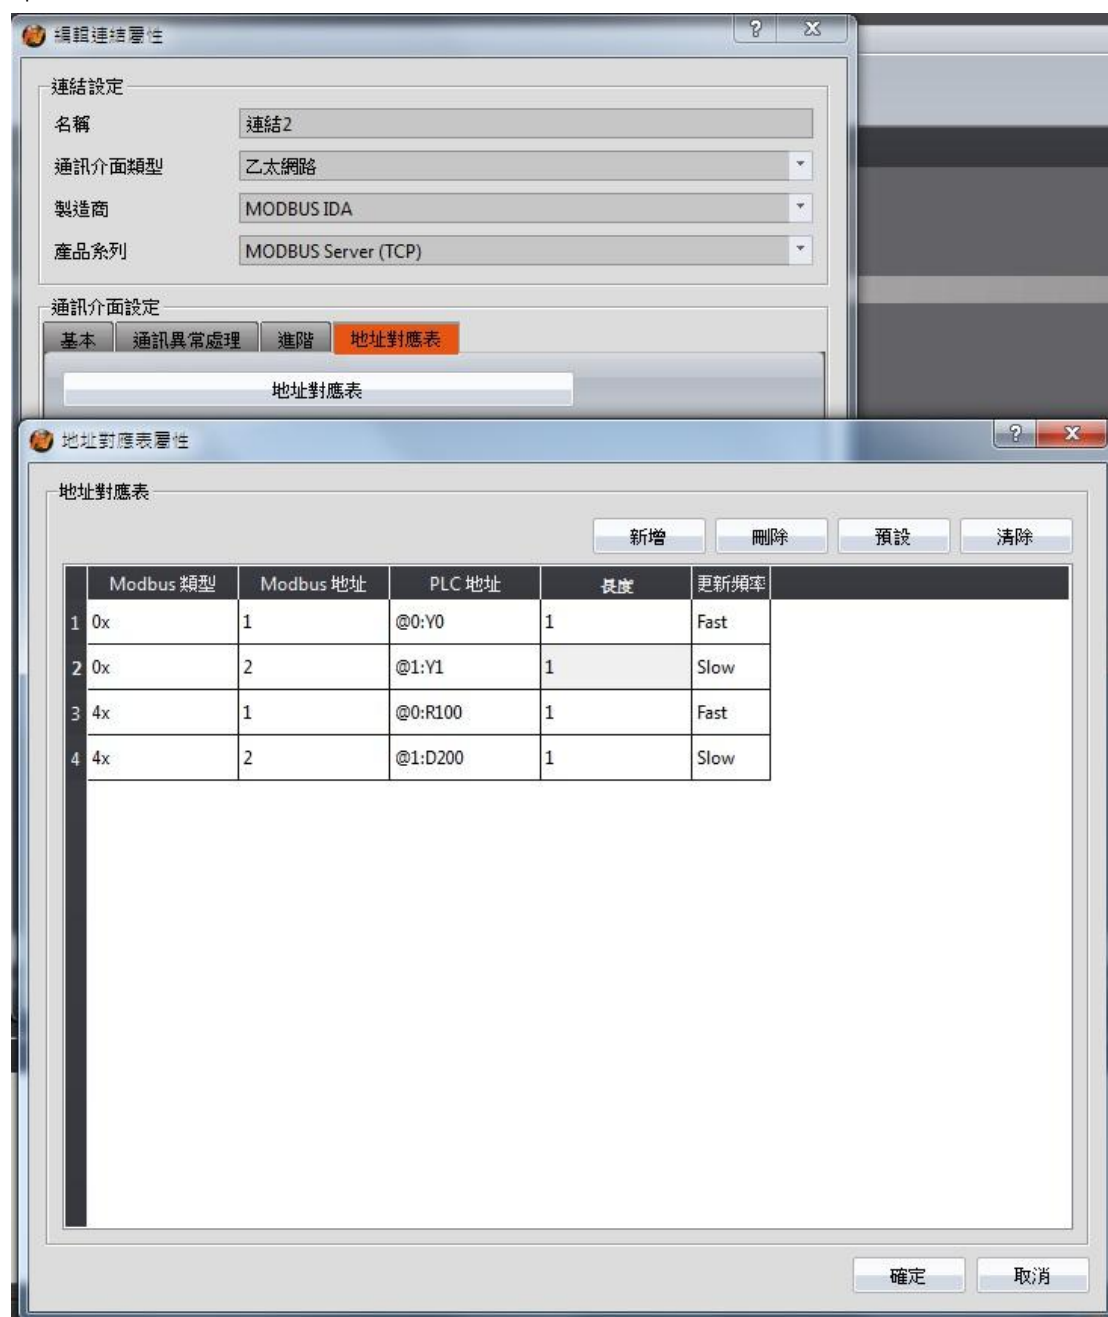 編輯連結屬性
連結設定
名稱 連結2
通訊介面類型 乙太網路
製造商 MODBUS IDA
產品系列 MODBUS Server (TCP)
通訊介面設定
基本 通訊異常處理 進階 地址對應表
地址對應表
地址對應表屬性
地址對應表
新增 刪除 預設 清除
Modbus 類型 Modbus 地址 PLC 地址 長度 更新頻率
1 0x 1 @0:Y0 1 Fast
2 0x 2 @1:Y1 1 Slow
3 4x 1 @0:R100 1 Fast
4 4x 2 @1:D200 1 Slow
確定 取消